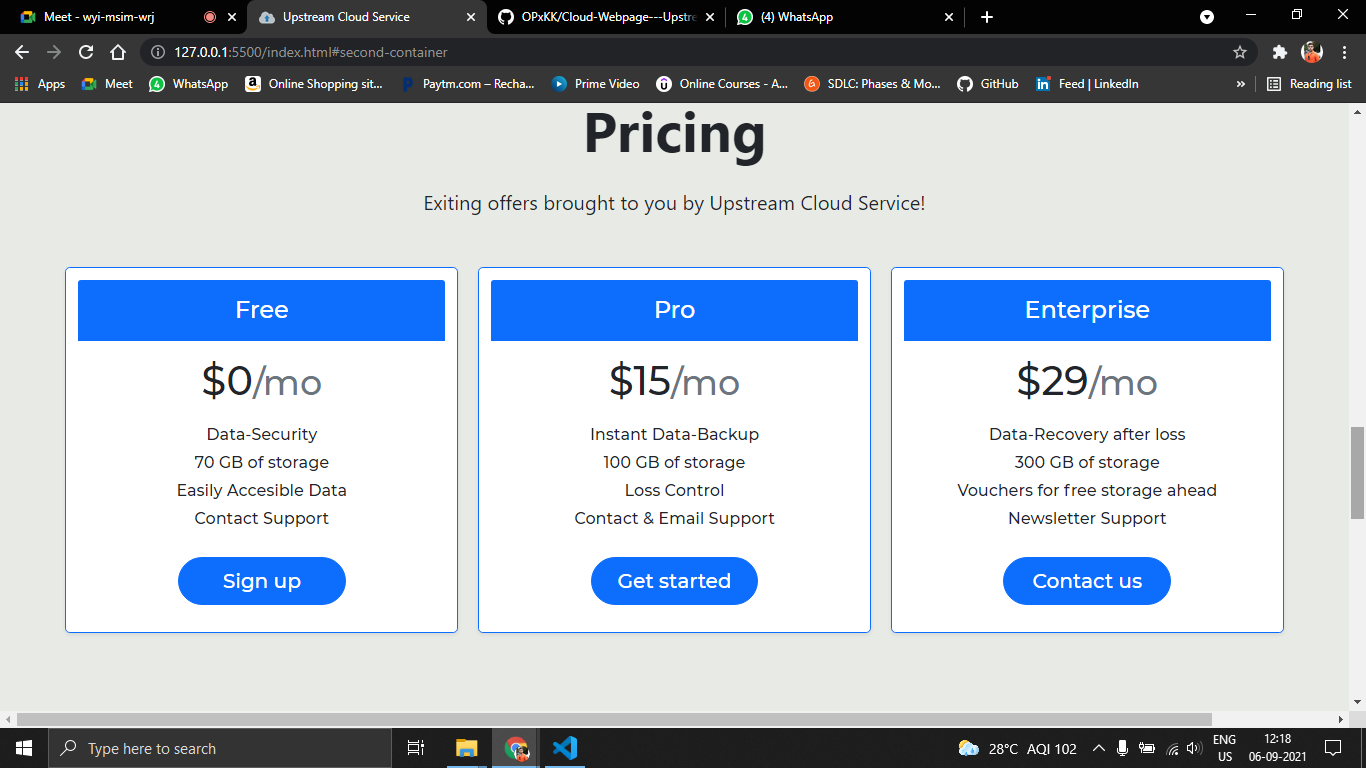 Meet - wyi-msim-wrj
Upstream Cloud Service
OPxKK/Cloud-Webpage---Upstre
(4) WhatsApp
127.0.0.1:5500/index.html#second-container
Apps
Meet
4
WhatsApp
Online Shopping sit...
Paytm.com – Recha...
Prime Video
Online Courses - A...
SDLC: Phases & Mo...
GitHub
Feed | LinkedIn
»
Reading list
Pricing
Exiting offers brought to you by Upstream Cloud Service!
Free
$0/mo
Data-Security
70 GB of storage
Easily Accesible Data
Contact Support
Sign up
Pro
$15/mo
Instant Data-Backup
100 GB of storage
Loss Control
Contact & Email Support
Get started
Enterprise
$29/mo
Data-Recovery after loss
300 GB of storage
Vouchers for free storage ahead
Newsletter Support
Contact us
Type here to search
28°C AQI 102
ENG
US
12:18
06-09-2021